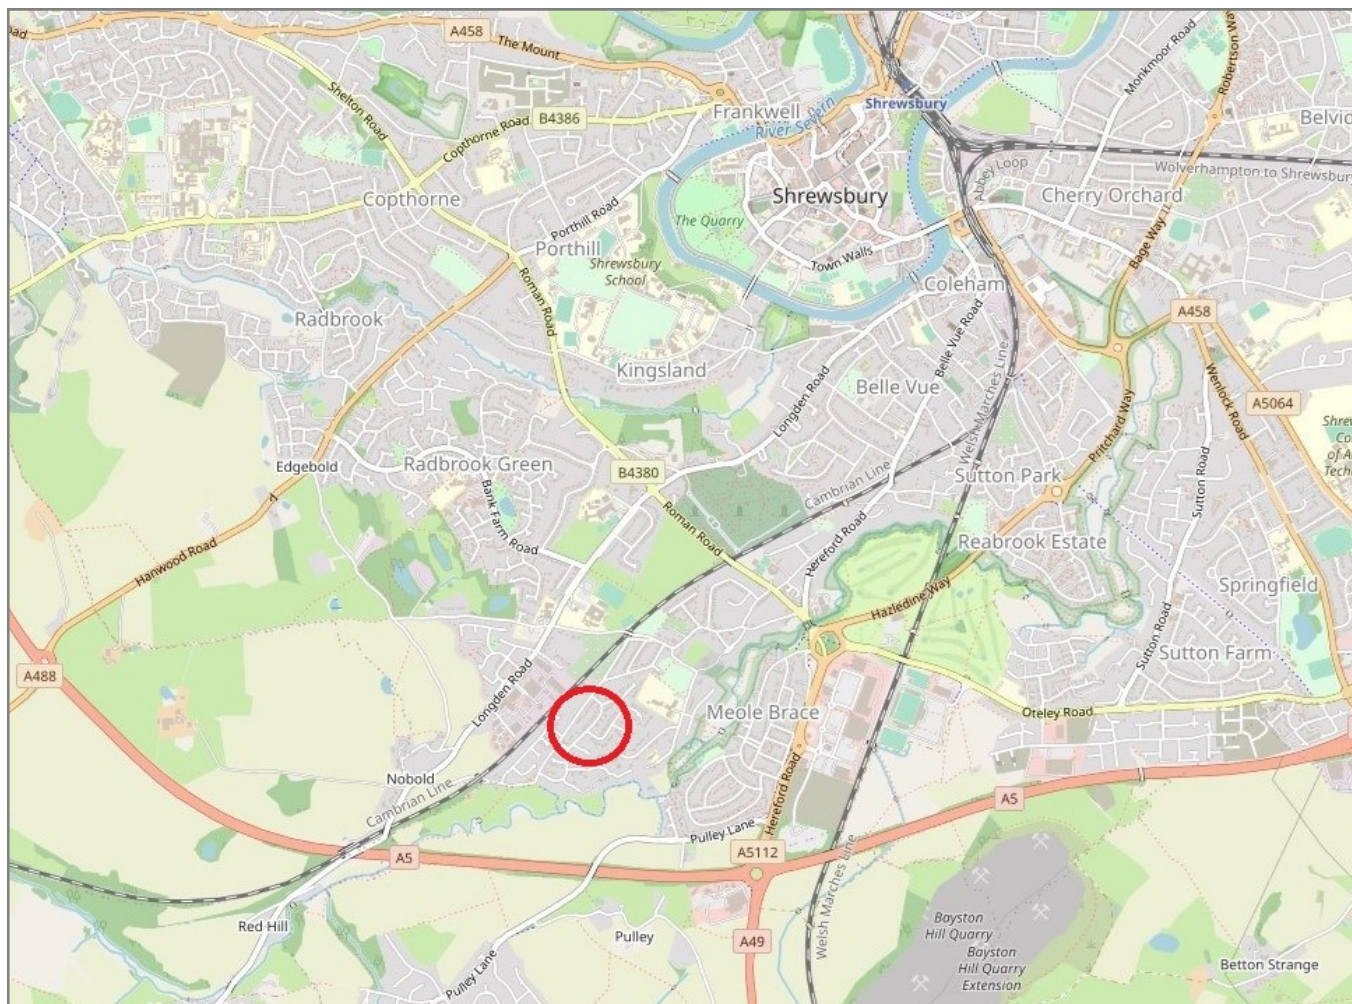 A458
The Mount
Shelton Road
Copthorne Road
B4386
Frankwell
River Severn
Shrewsbury
Monkmoor Road
Robertson Way
Belvid
Wolverhampton to Shrewsbury
Abbey Loop
Cherry Orchard
Copthorne
Porthill Road
Porthill
Shrewsbury
School
The Quarry
Shrewsbury
Town Walls
Coleham
Bage Way
Radbrook
Roman Road
Kingsland
Longden Road
Belle Vue Road
Belle Vue
Welsh Marches Line
A458
Pritchard Way
Wenlock Road
A5064
Shrew
Co
of A
Techn
Edgebold
Radbrook Green
Bank Farm Road
B4380
Roman Road
Cambrian Line
Hereford Road
Sutton Park
Sutton Road
Reabrook Estate
Springfield
Hanwood Road
Hazledine Way
Sutton Road
Sutton Farm
A488
Longden Road
Meole Brace
Oteley Road
Nobold
Cambrian Line
Hereford Road
Pulley Lane
A5
A5
A5112
Welsh Marches Line
Red Hill
Pulley
Pulley Lane
A49
Bayston
Hill Quarry
Bayston
Hill Quarry
Extension
Betton Strange